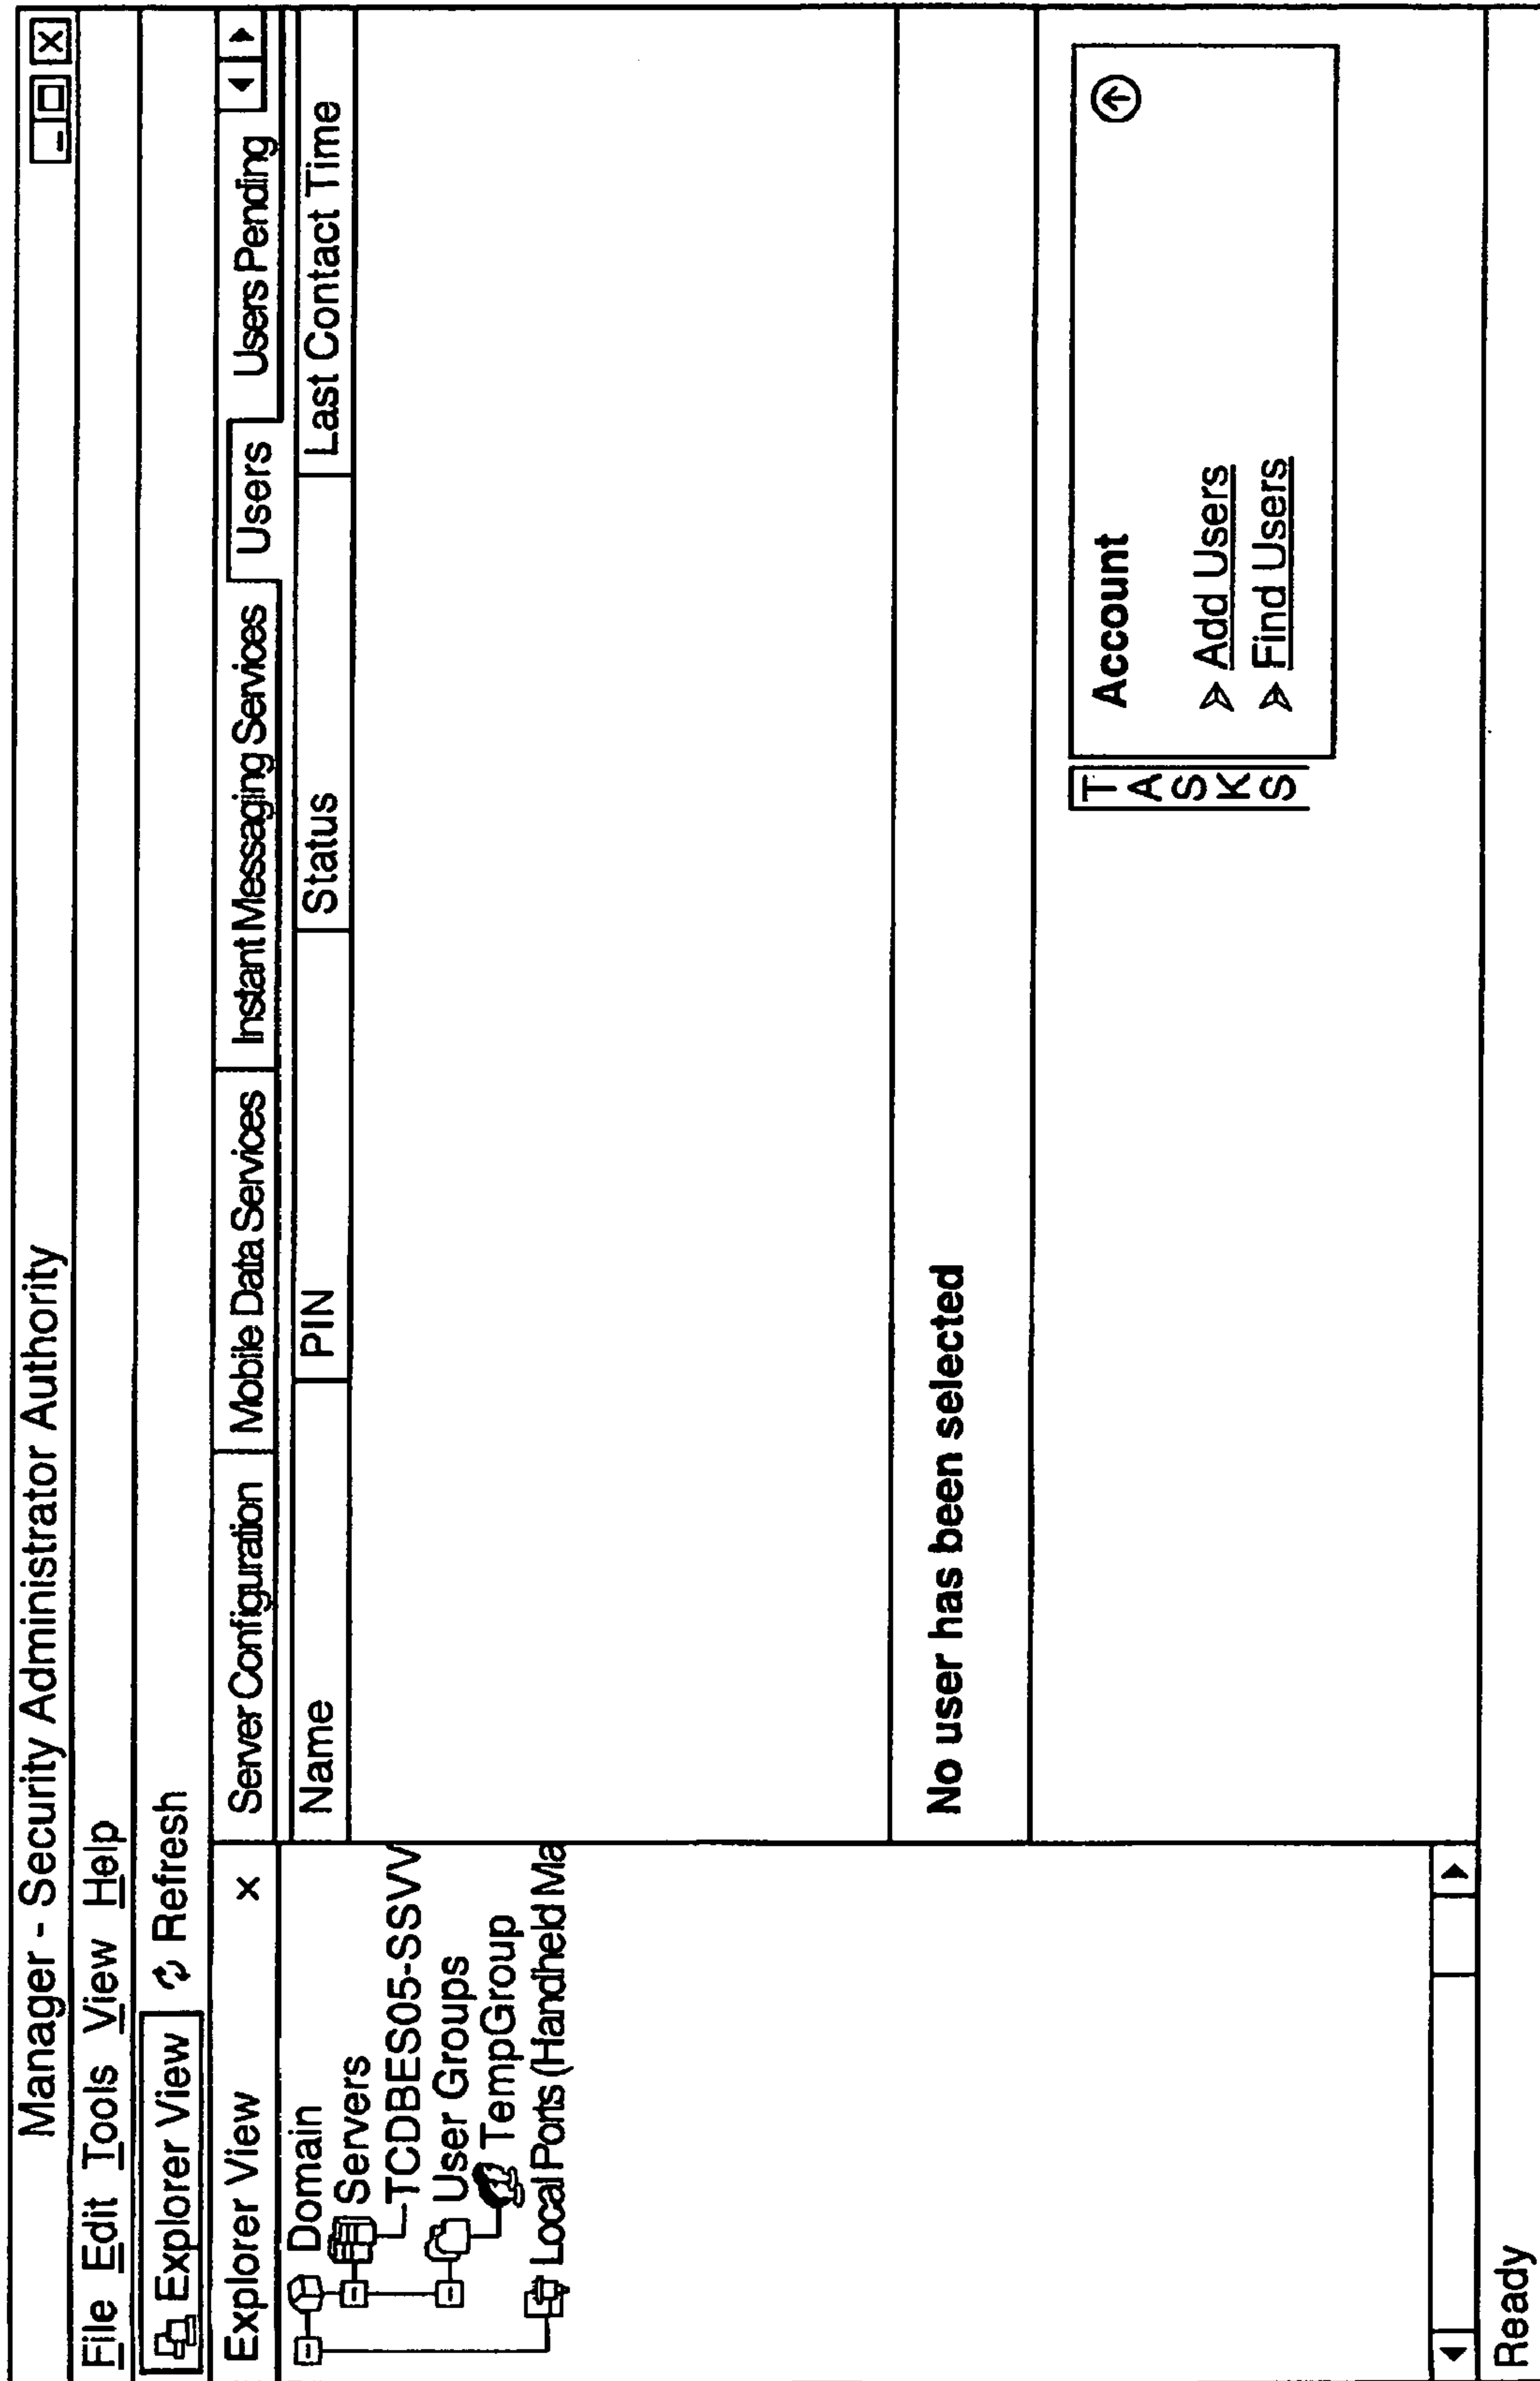 Manager - Security Administrator Authority
File Edit Tools View Help
Explorer View Refresh
Explorer View x
Domain
Servers
TCDBES05-SSVV
User Groups
TempGroup
Local Ports (Handheld Ma
Server Configuration Mobile Data Services Instant Messaging Services Users Users Pending
Name PIN Status Last Contact Time
No user has been selected
TASKS
Account
Add Users
Find Users
Ready